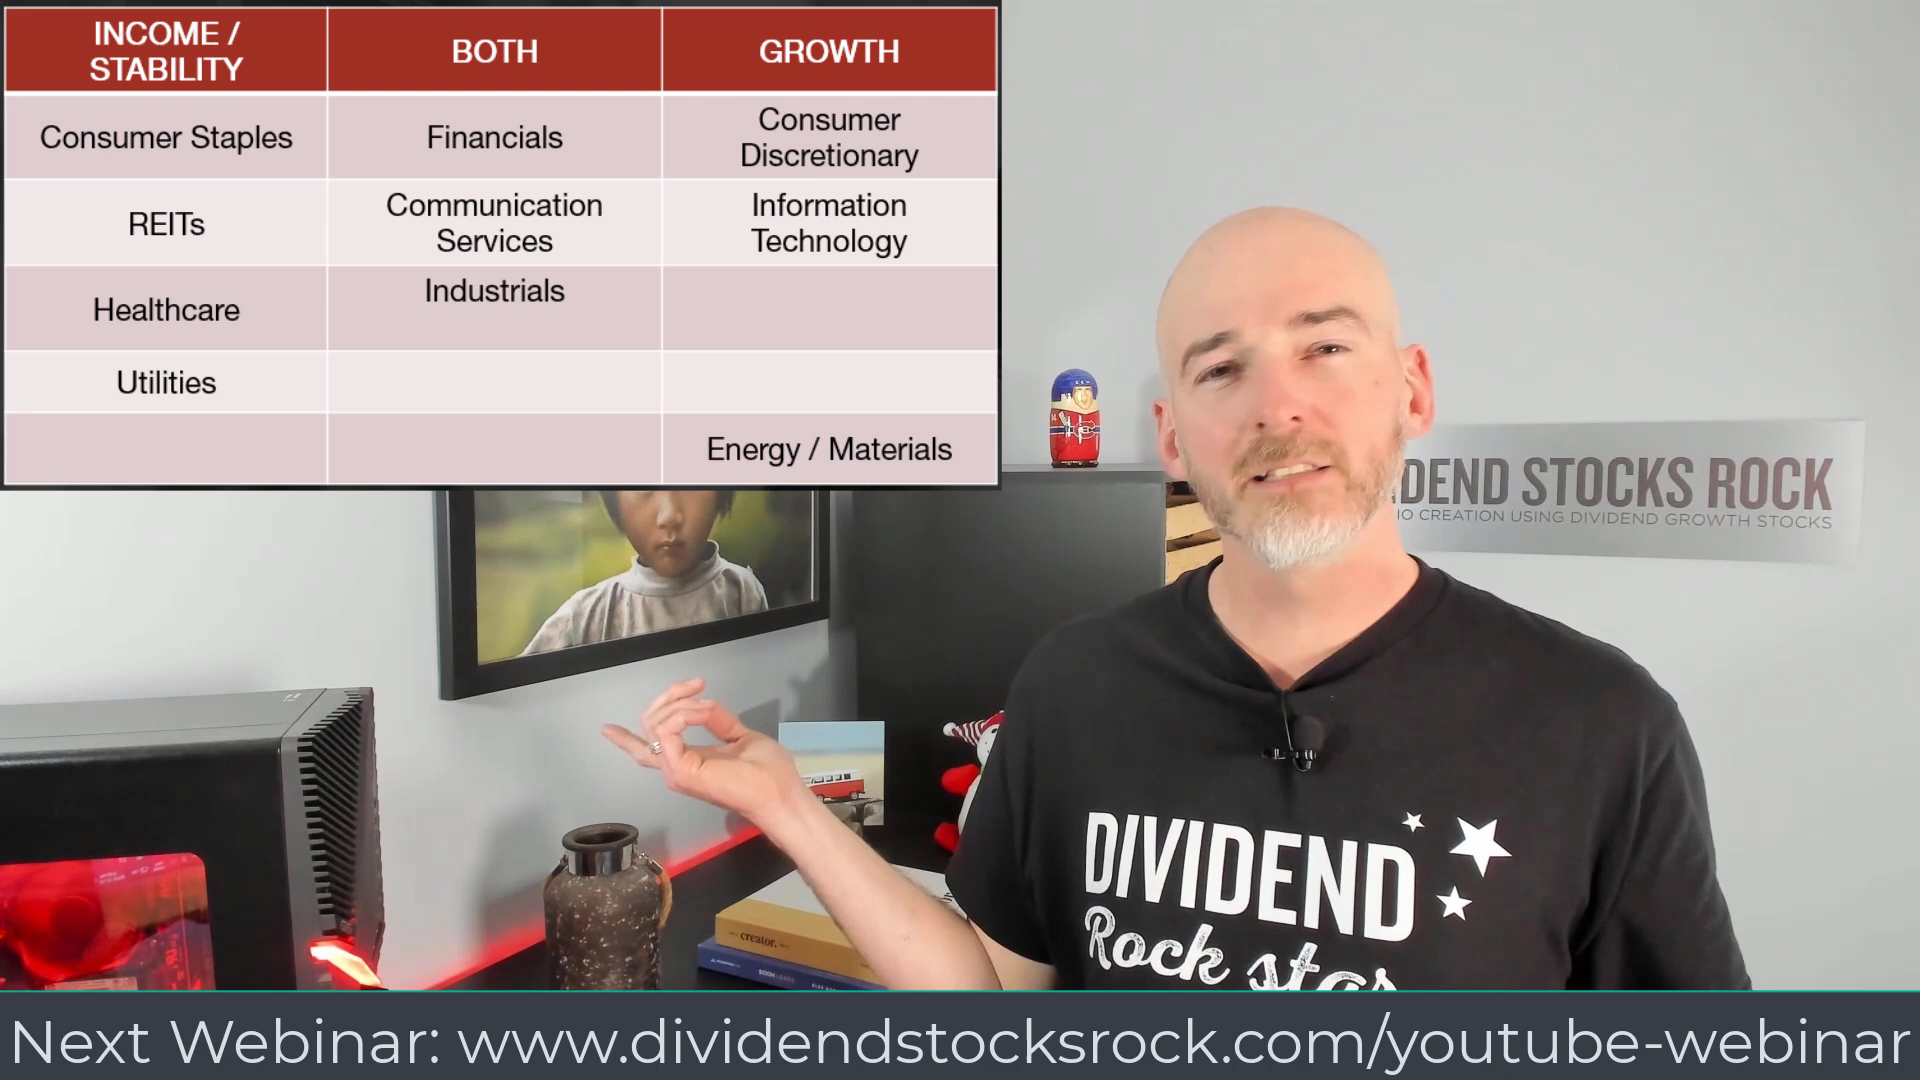 INCOME /
STABILITY
BOTH
GROWTH
Consumer Staples
Financials
Consumer
Discretionary
REITs
Communication
Services
Information
Technology
Healthcare
Industrials
Utilities
Energy / Materials
DEND STOCKS ROCK
IO CREATION USING DIVIDEND GROWTH STOCKS
DIVIDEND
Rock star
creator.
Next Webinar: www.dividendstocksrock.com/youtube-webinar